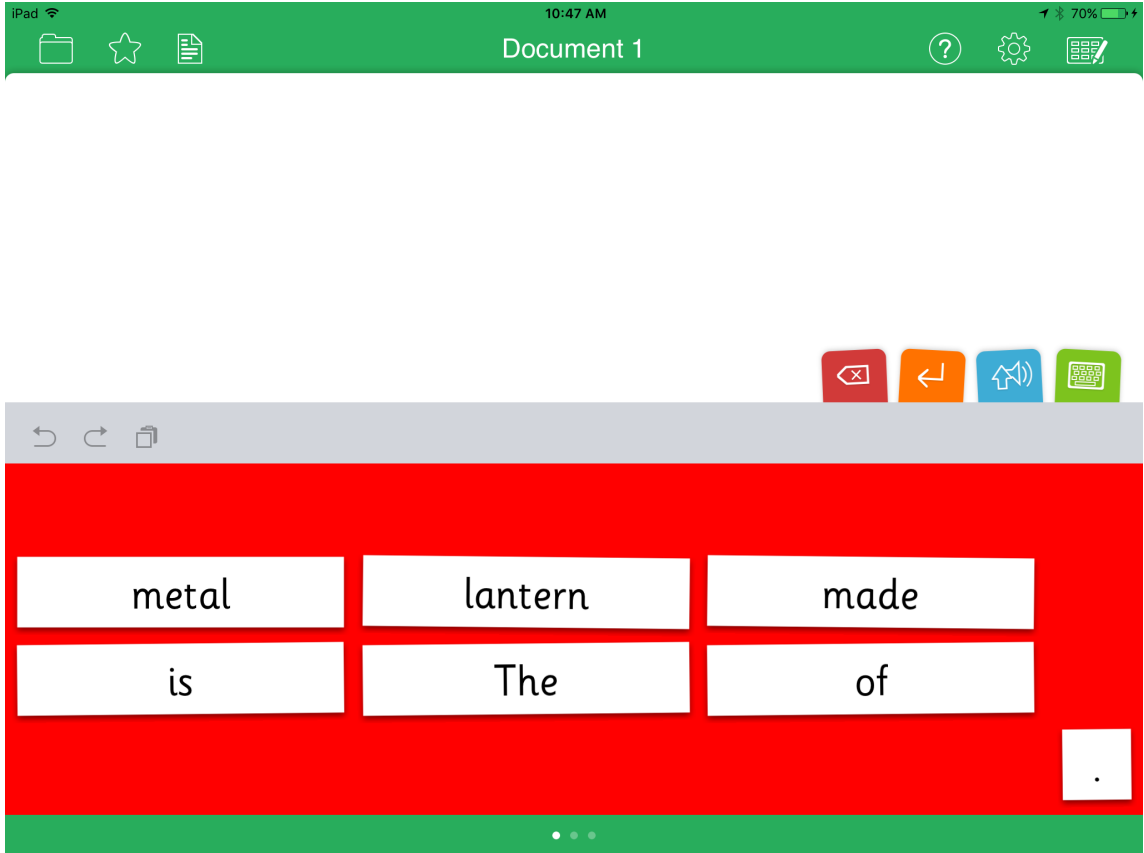 iPad 10:47 AM 70%
Document 1 ?
metal lantern made
is The of
.